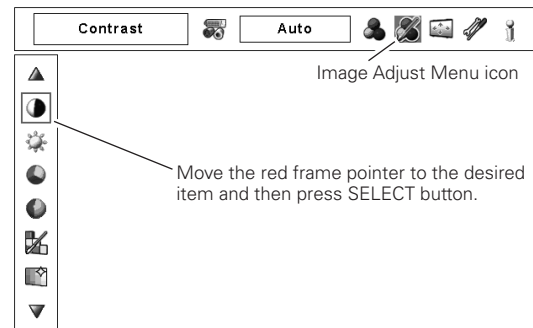 Contrast
Auto
Image Adjust Menu icon
Move the red frame pointer to the desired
item and then press SELECT button.